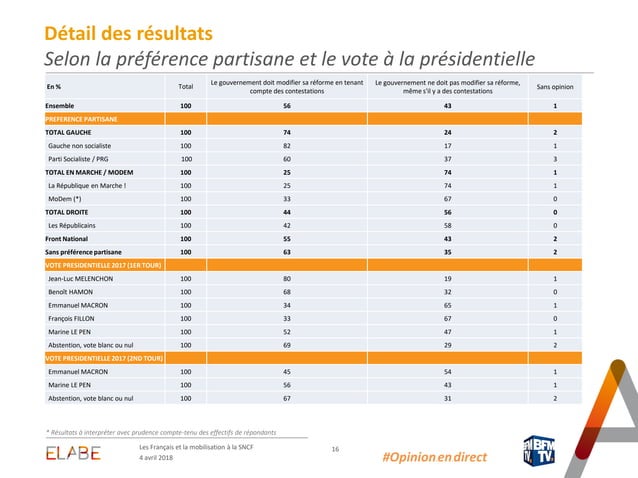 Détail des résultats
Selon la préférence partisane et le vote à la présidentielle
En % Total Le gouvernement doit modifier sa réforme en tenant compte des contestations Le gouvernement ne doit pas modifier sa réforme, même s'il y a des contestations Sans opinion
Ensemble 100 56 43 1
PREFERENCE PARTISANE
TOTAL GAUCHE 100 74 24 2
Gauche non socialiste 100 82 17 1
Parti Socialiste / PRG 100 60 37 3
TOTAL EN MARCHE / MODEM 100 25 74 1
La République en Marche ! 100 25 74 1
MoDem (*) 100 33 67 0
TOTAL DROITE 100 44 56 0
Les Républicains 100 42 58 0
Front National 100 55 43 2
Sans préférence partisane 100 63 35 2
VOTE PRESIDENTIELLE 2017 (1ER TOUR)
Jean-Luc MELENCHON 100 80 19 1
Benoît HAMON 100 68 32 0
Emmanuel MACRON 100 34 65 1
François FILLON 100 33 67 0
Marine LE PEN 100 52 47 1
Abstention, vote blanc ou nul 100 69 29 2
VOTE PRESIDENTIELLE 2017 (2ND TOUR)
Emmanuel MACRON 100 45 54 1
Marine LE PEN 100 56 43 1
Abstention, vote blanc ou nul 100 67 31 2
* Résultats à interpréter avec prudence compte-tenu des effectifs de répondants
ELABE
Les Français et la mobilisation à la SNCF
4 avril 2018
16
#Opinion en direct
BFM
TV.